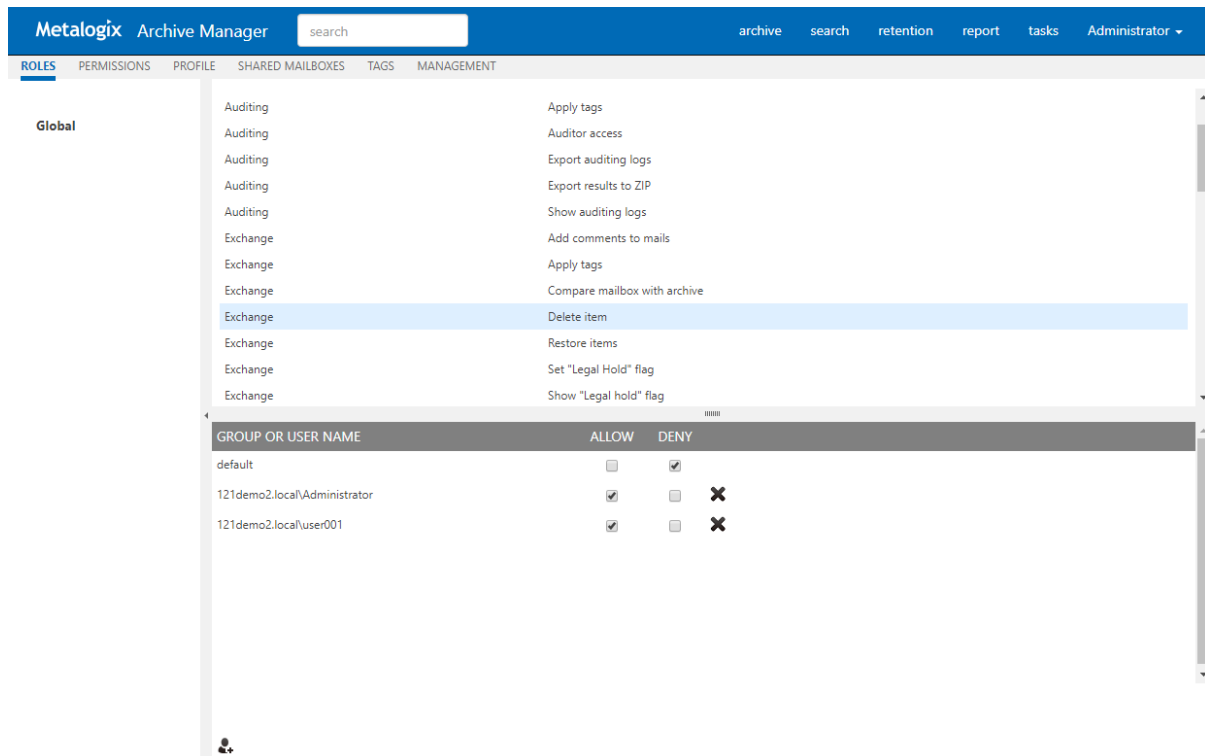 Metalogix Archive Manager search archive search retention report tasks Administrator
ROLES PERMISSIONS PROFILE SHARED MAILBOXES TAGS MANAGEMENT
Global
Auditing Apply tags
Auditing Auditor access
Auditing Export auditing logs
Auditing Export results to ZIP
Auditing Show auditing logs
Exchange Add comments to mails
Exchange Apply tags
Exchange Compare mailbox with archive
Exchange Delete item
Exchange Restore items
Exchange Set "Legal Hold" flag
Exchange Show "Legal hold" flag
GROUP OR USER NAME ALLOW DENY
default
121demo2.local\Administrator
121demo2.local\user001